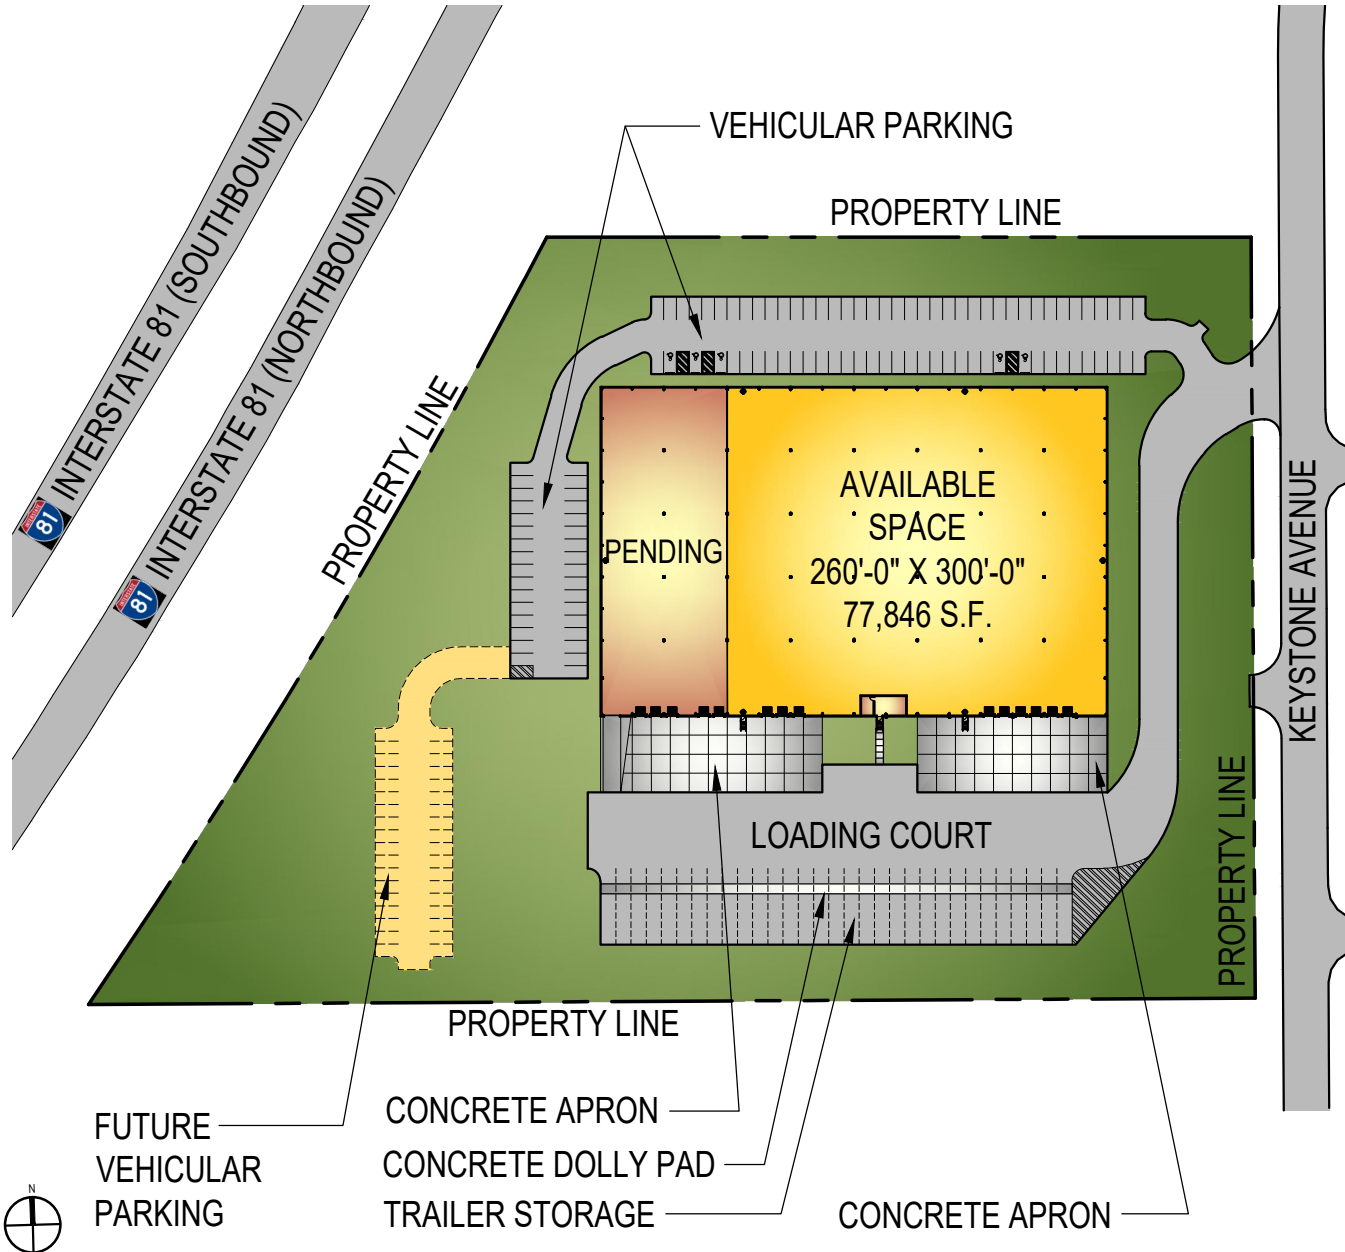 VEHICULAR PARKING
PROPERTY LINE
INTERSTATE 81 (SOUTHBOUND)
INTERSTATE 81 (NORTHBOUND)
PROPERTY LINE
81
81
PENDING
AVAILABLE
SPACE
260'-0" X 300'-0"
77,846 S.F.
KEYSTONE AVENUE
PROPERTY LINE
LOADING COURT
PROPERTY LINE
FUTURE
VEHICULAR
PARKING
CONCRETE APRON
CONCRETE DOLLY PAD
TRAILER STORAGE
CONCRETE APRON
N